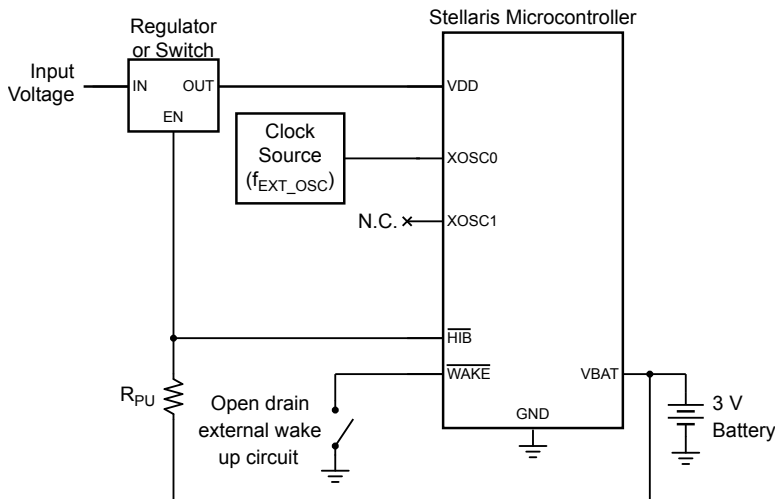 Stellaris Microcontroller
Regulator
or Switch
Input
Voltage
IN
OUT
EN
VDD
Clock
Source
(fEXT_OSC)
XOSC0
N.C.
XOSC1
HIB
WAKE
VBAT
RPU
Open drain
external wake
up circuit
GND
3 V
Battery